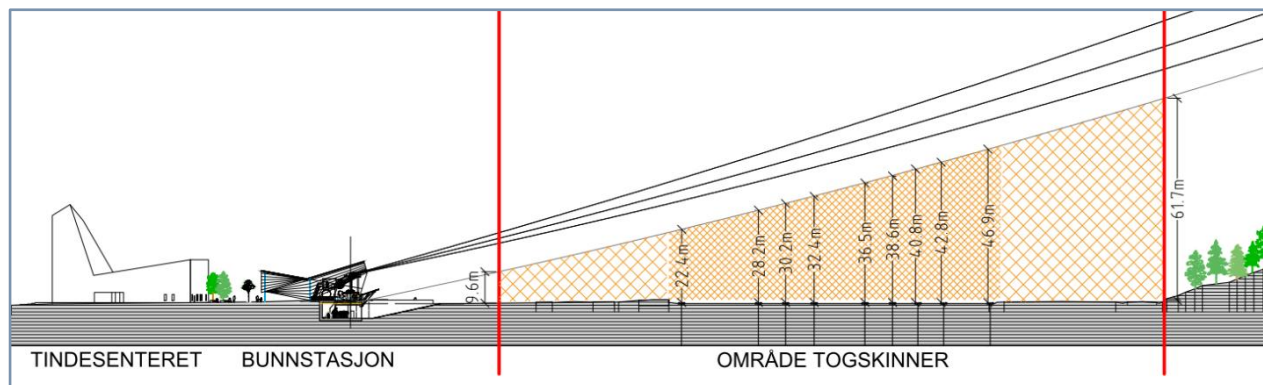 9.6m
22.4m
28.2m
30.2m
32.4m
36.5m
38.6m
40.8m
42.8m
46.9m
61.7m
TINDESENTERET
BUNNSTASJON
OMRÅDE TOGSKINNER